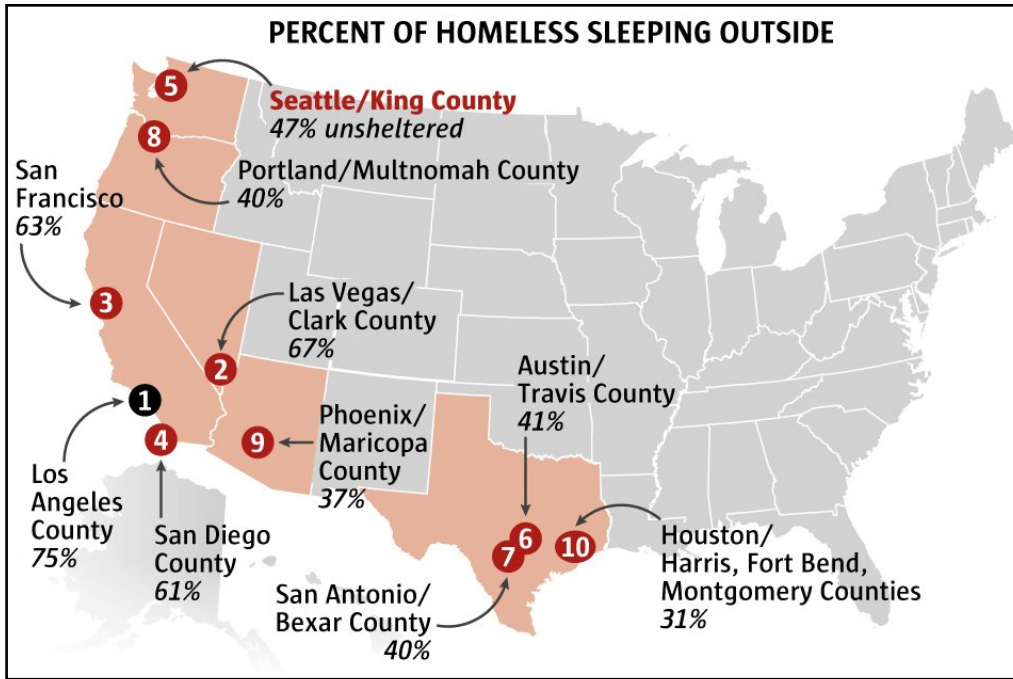 PERCENT OF HOMELESS SLEEPING OUTSIDE
5
Seattle/King County
47% unsheltered
8
Portland/Multnomah County
40%
San
Francisco
63%
3
Las Vegas/
Clark County
67%
2
Austin/
Travis County
41%
1
4
9
Phoenix/
Maricopa
County
37%
Los
Angeles
County
75%
San Diego
County
61%
6
7
10
San Antonio/
Bexar County
40%
Houston/
Harris, Fort Bend,
Montgomery Counties
31%